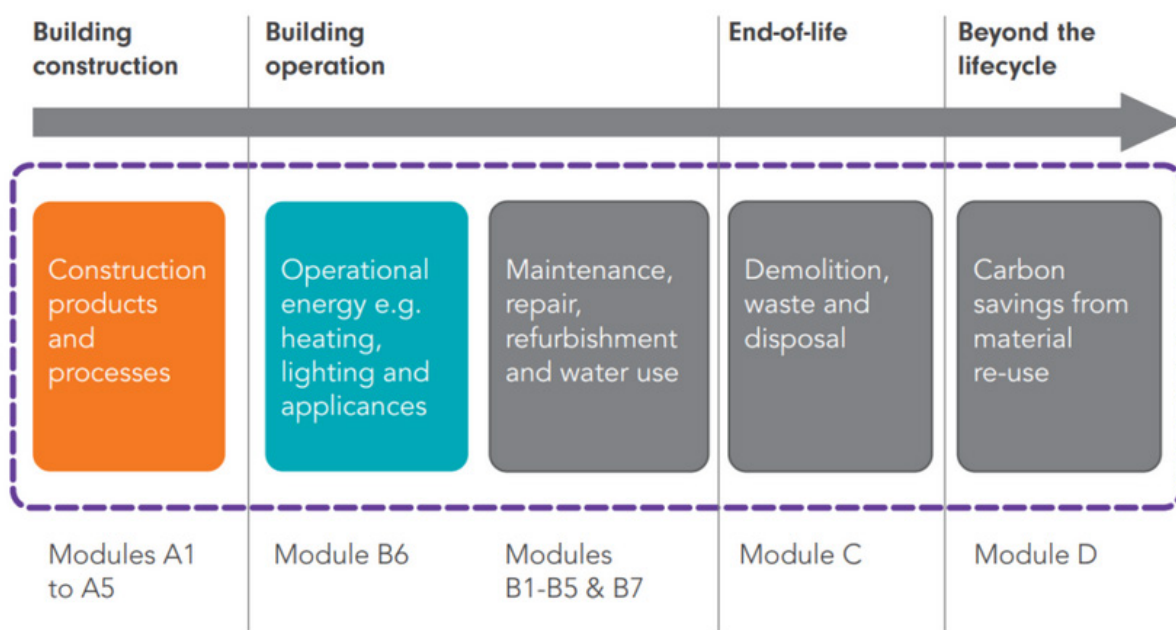 Building
construction
Building
operation
End-of-life
Beyond the
lifecycle
Construction
products
and
processes
Operational
energy e.g.
heating,
lighting and
applicances
Maintenance,
repair,
refurbishment
and water use
Demolition,
waste and
disposal
Carbon
savings from
material
re-use
Modules A1
to A5
Module B6
Modules
B1-B5 & B7
Module C
Module D